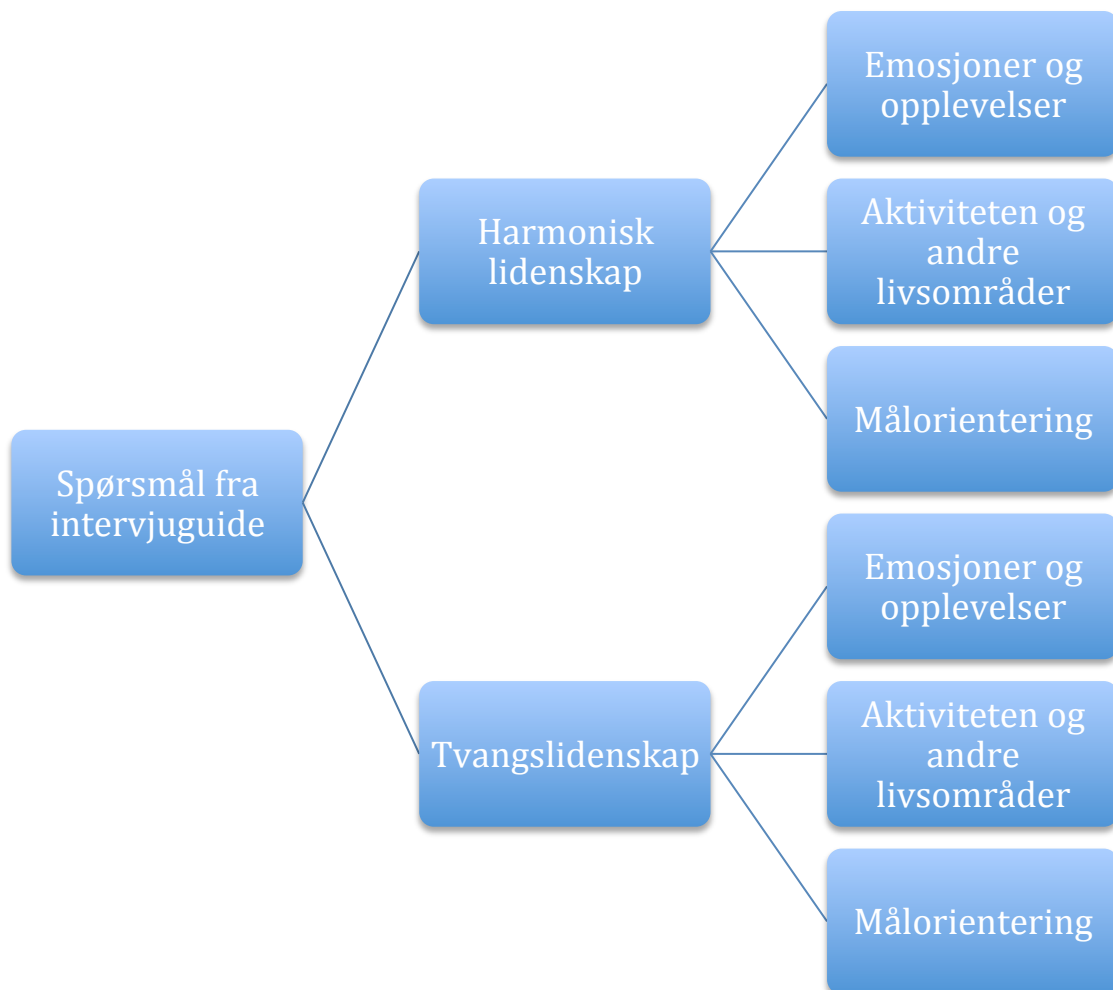 Emosjoner og
opplevelser
Harmonisk
lidenskap
Aktiviteten og
andre
livsområder
Målorientering
Spørsmål fra
intervjuguide
Emosjoner og
opplevelser
Tvangslidenskap
Aktiviteten og
andre
livsområder
Målorientering